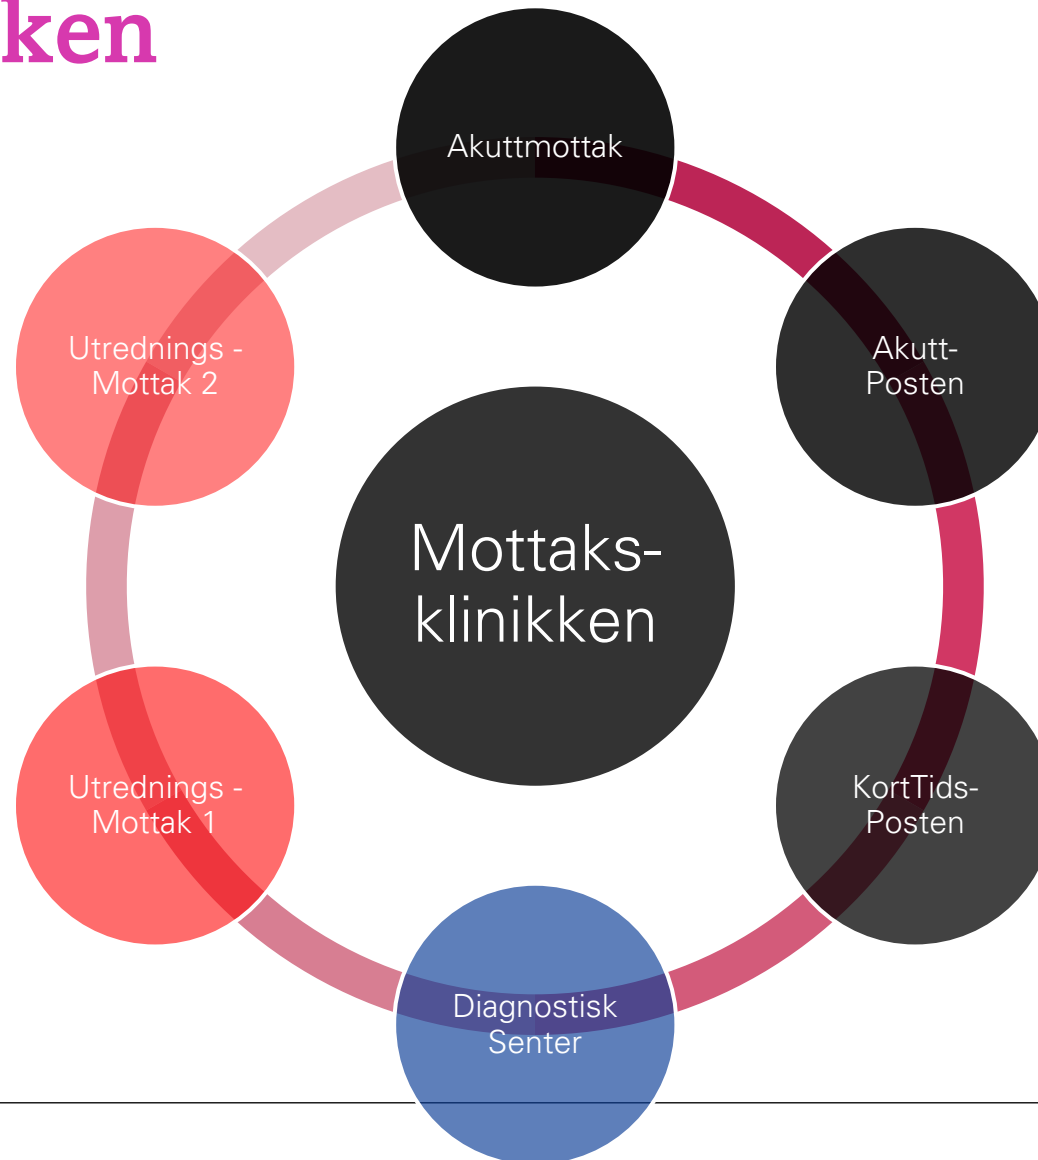 ken
Akuttmottak
Utrednings -
Mottak 2
Akutt-
Posten
Mottaks-
klinikken
Utrednings -
Mottak 1
KortTids-
Posten
Diagnostisk
Senter